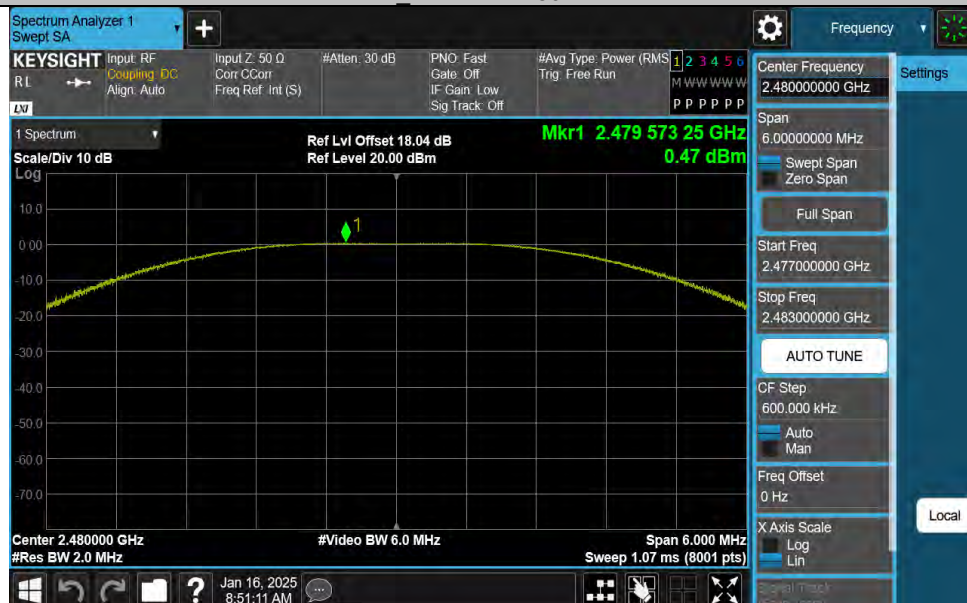 Spectrum Analyzer 1
Swept SA
+
Frequency
KEYSIGHT
RL
LXI
Input: RF
Coupling: DC
Align: Auto
Input Z: 50 Ω
Corr CCorr
Freq Ref: Int (S)
#Atten: 30 dB
PNO: Fast
Gate: Off
IF Gain: Low
Sig Track: Off
#Avg Type: Power (RMS
Trig: Free Run
1 2 3 4 5 6
M W W W W W
P P P P P P
Center Frequency
2.480000000 GHz
Settings
Span
6.00000000 MHz
Swept Span
Zero Span
Full Span
Start Freq
2.477000000 GHz
Stop Freq
2.483000000 GHz
AUTO TUNE
CF Step
600.000 kHz
Auto
Man
Freq Offset
0 Hz
X Axis Scale
Log
Lin
Signal Track
Local
1 Spectrum
Scale/Div 10 dB
Log
Ref Lvl Offset 18.04 dB
Ref Level 20.00 dBm
Mkr1 2.479 573 25 GHz
0.47 dBm
1
10.0
0.00
-10.0
-20.0
-30.0
-40.0
-50.0
-60.0
-70.0
Center 2.480000 GHz
#Res BW 2.0 MHz
#Video BW 6.0 MHz
Span 6.000 MHz
Sweep 1.07 ms (8001 pts)
?
Jan 16, 2025
8:51:11 AM